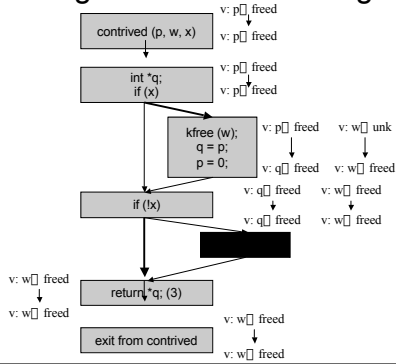 contrived (p, w, x)
v: p▯ freed
v: p▯ freed
int *q;
if (x)
v: p▯ freed
v: p▯ freed
kfree (w);
q = p;
p = 0;
v: p▯ freed
v: w▯ unk
v: q▯ freed
v: w▯ freed
if (!x)
v: q▯ freed
v: w▯ freed
v: q▯ freed
v: w▯ freed
v: w▯ freed
v: w▯ freed
return *q; (3)
exit from contrived
v: w▯ freed
v: w▯ freed